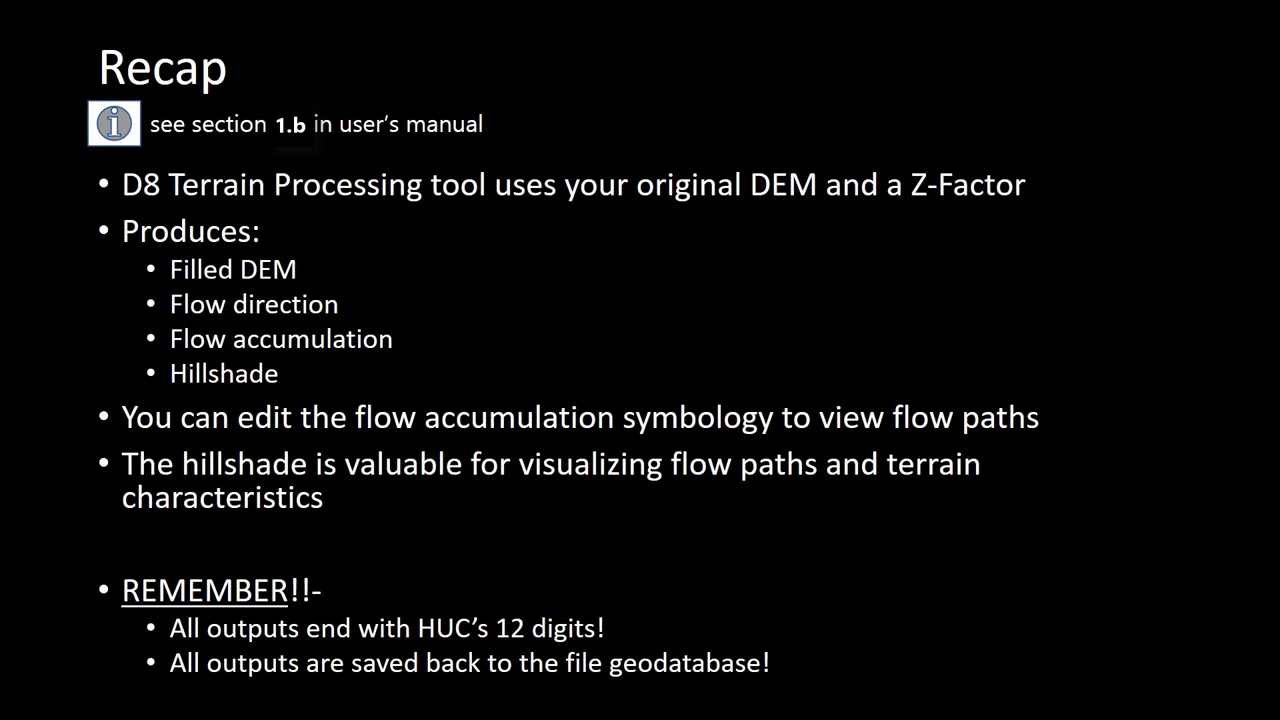 Recap
see section 1.b in user's manual
• D8 Terrain Processing tool uses your original DEM and a Z-Factor
• Produces:
• Filled DEM
• Flow direction
• Flow accumulation
• Hillshade
• You can edit the flow accumulation symbology to view flow paths
• The hillshade is valuable for visualizing flow paths and terrain
characteristics
• REMEMBER!!-
• All outputs end with HUC’s 12 digits!
• All outputs are saved back to the file geodatabase!